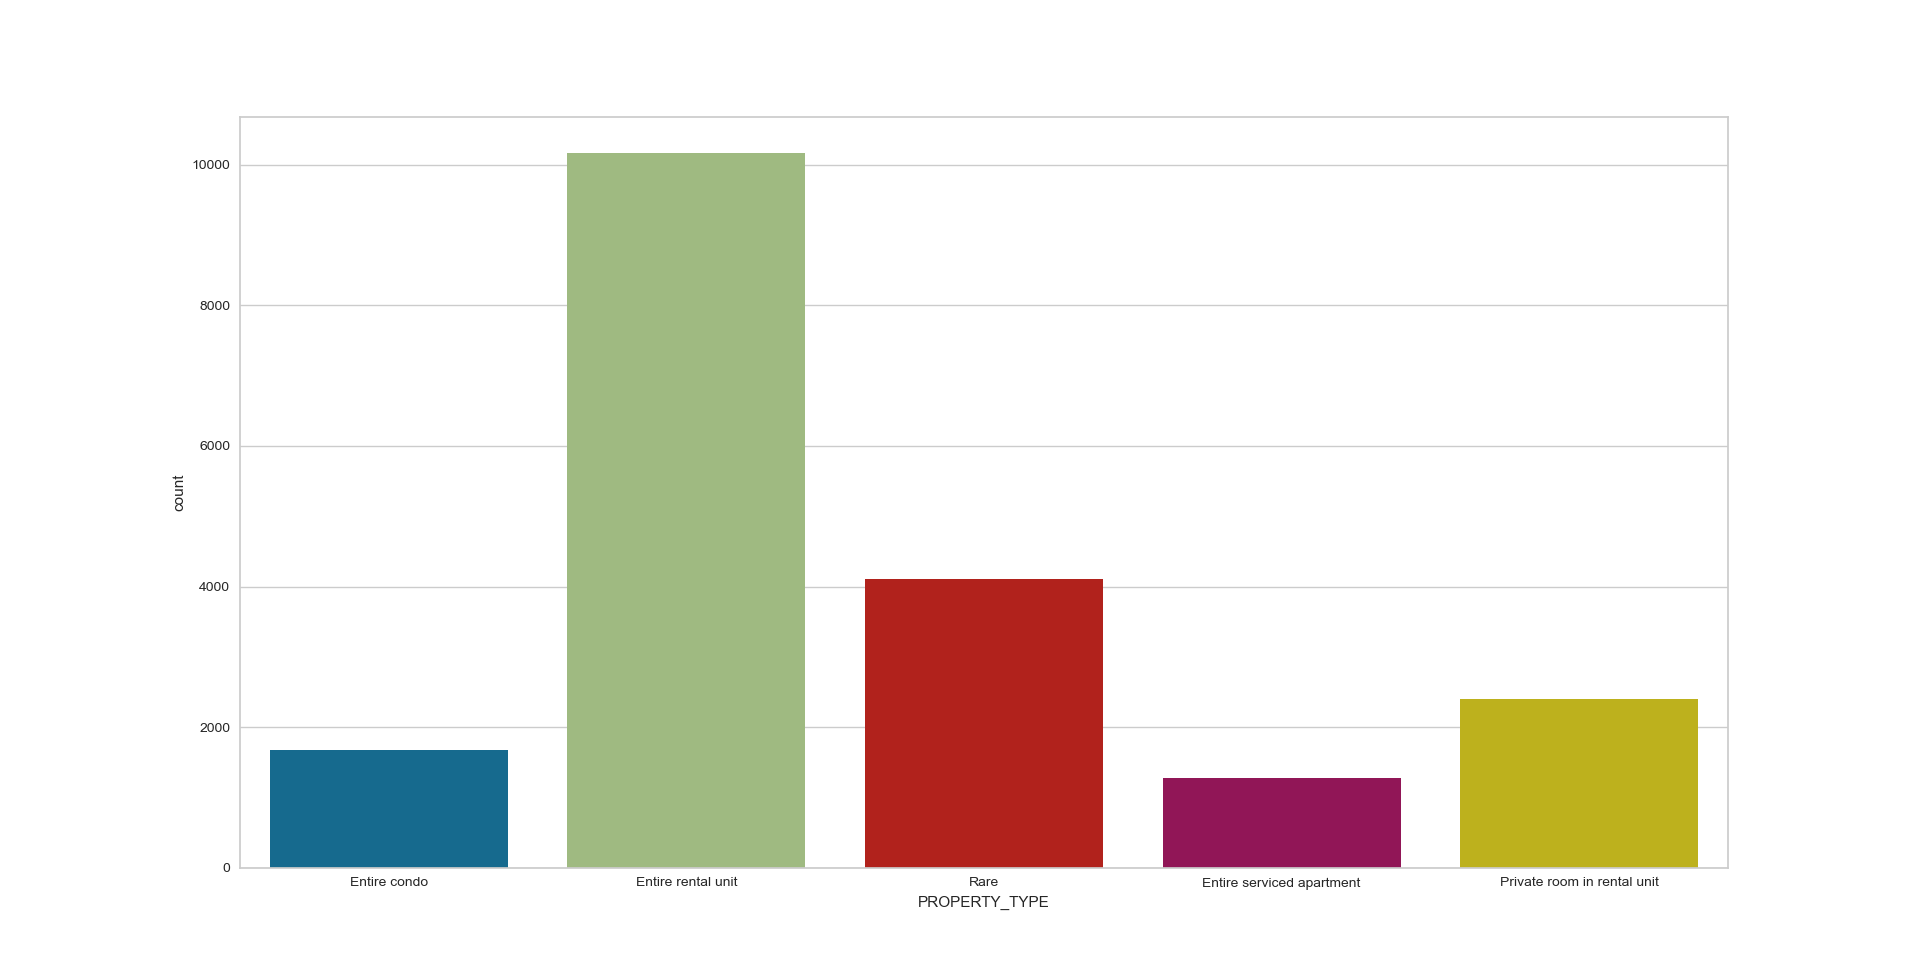 10000
8000
6000
4000
2000
0
count
Entire condo
Entire rental unit
Rare
Entire serviced apartment
Private room in rental unit
PROPERTY_TYPE